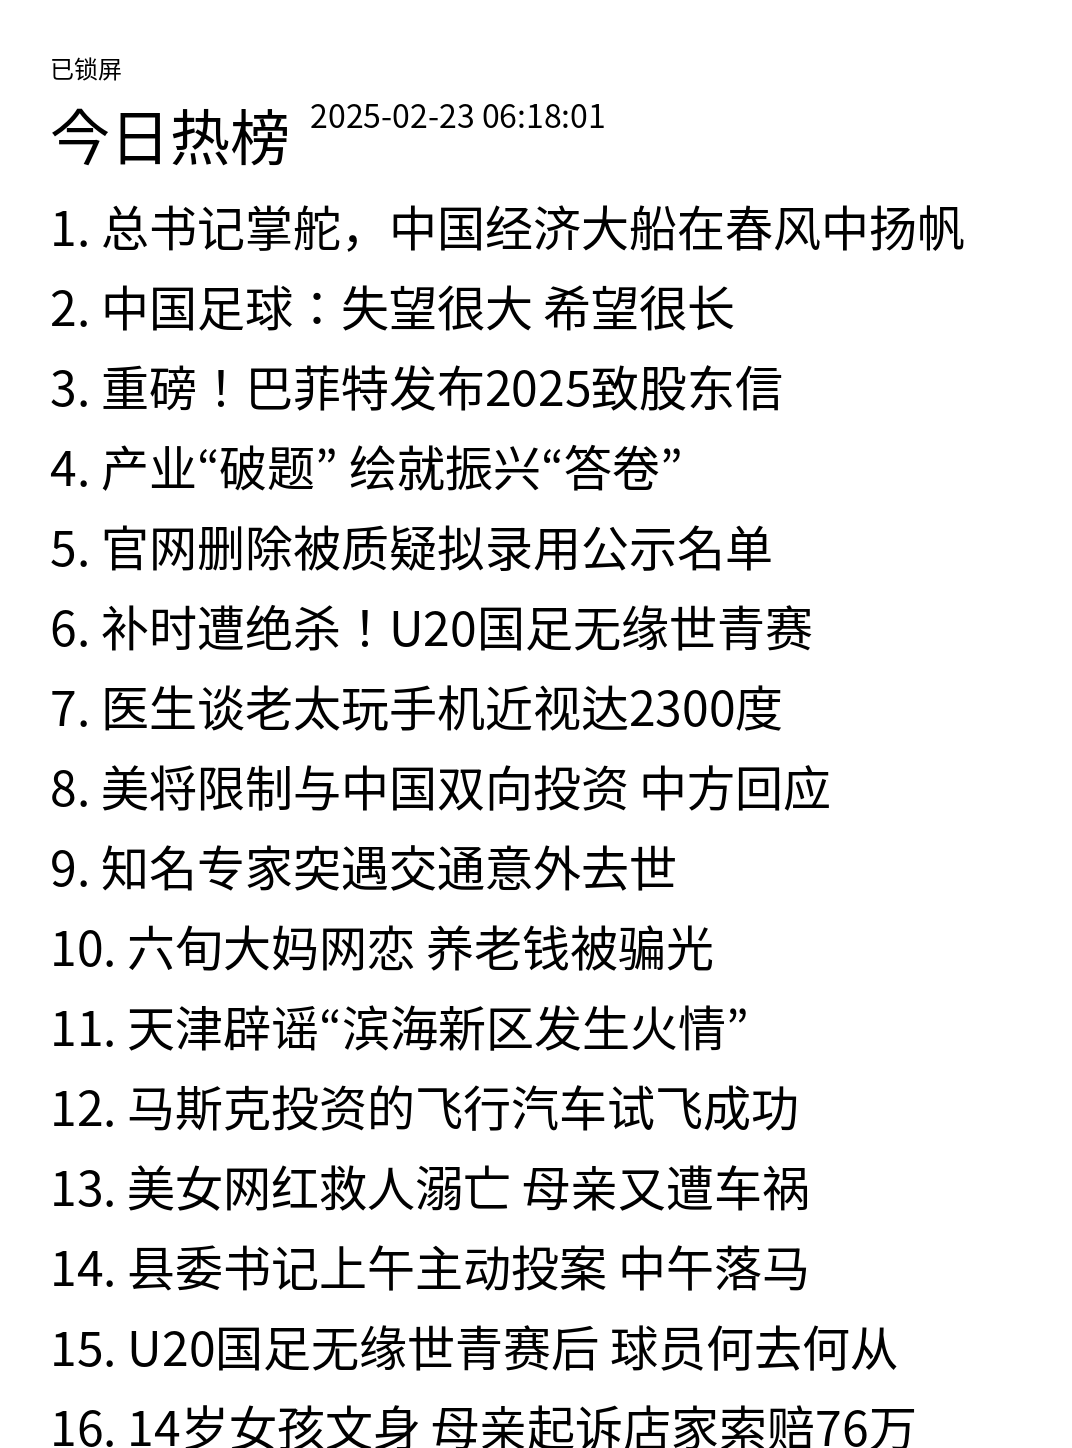 已锁屏
今日热榜 2025-02-23 06:18:01
1. 总书记掌舵，中国经济大船在春风中扬帆
2. 中国足球：失望很大 希望很长
3. 重磅！巴菲特发布2025致股东信
4. 产业“破题” 绘就振兴“答卷”
5. 官网删除被质疑拟录用公示名单
6. 补时遭绝杀！U20国足无缘世青赛
7. 医生谈老太玩手机近视达2300度
8. 美将限制与中国双向投资 中方回应
9. 知名专家突遇交通意外去世
10. 六旬大妈网恋 养老钱被骗光
11. 天津辟谣“滨海新区发生火情”
12. 马斯克投资的飞行汽车试飞成功
13. 美女网红救人溺亡 母亲又遭车祸
14. 县委书记上午主动投案 中午落马
15. U20国足无缘世青赛后 球员何去何从
16. 14岁女孩文身 母亲起诉店家索赔76万